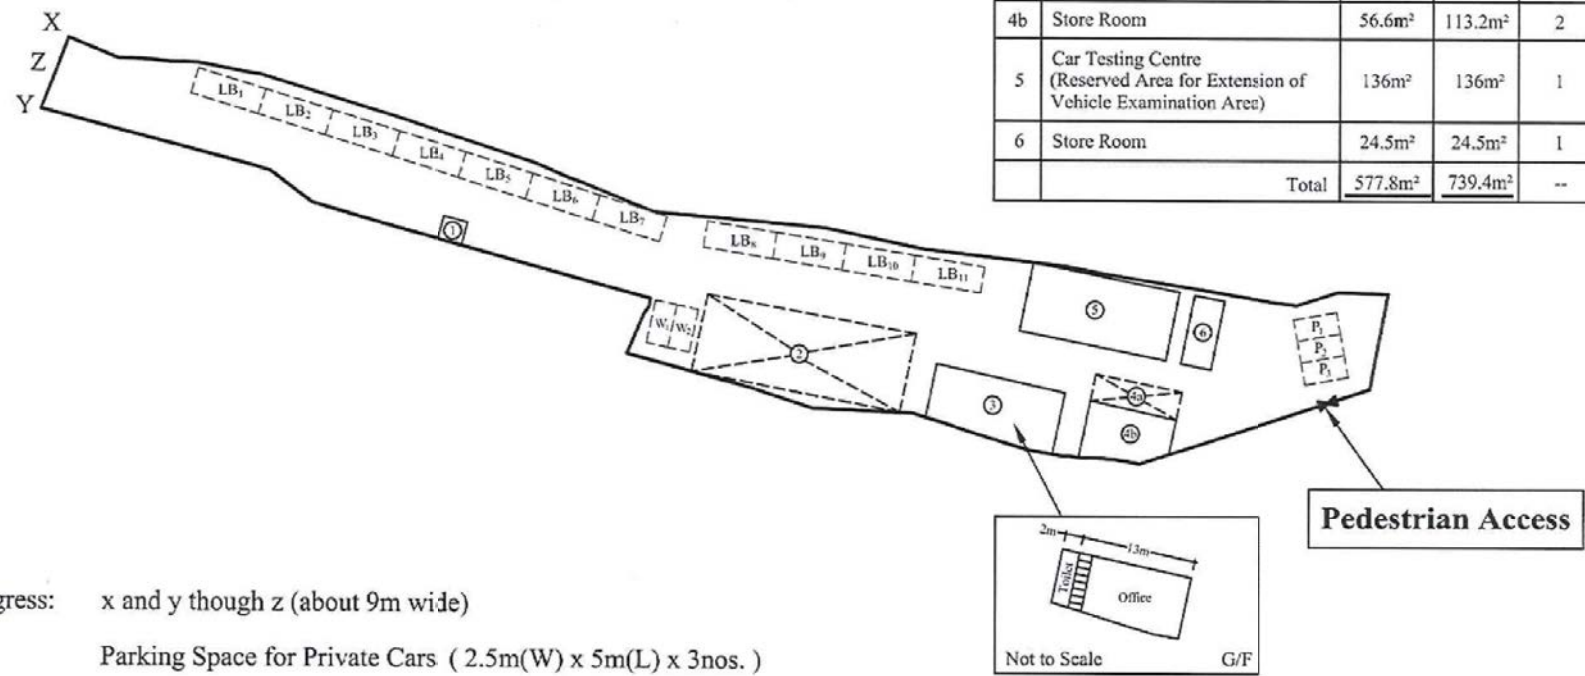 4b Store Room 56.6m² 113.2m² 2
5 Car Testing Centre (Reserved Area for Extension of Vehicle Examination Area) 136m² 136m² 1
6 Store Room 24.5m² 24.5m² 1
Total 577.8m² 739.4m² --
X
Z
Y
LB₁
LB₂
LB₃
LB₄
LB₅
LB₆
LB₇
LB₈
LB₉
LB₁₀
LB₁₁
1
W₁ W₂
2
3
4a
4b
5
6
P₁
P₂
P₃
Pedestrian Access
2m
13m
Toilet
Office
Not to Scale G/F
gress: x and y though z (about 9m wide)
Parking Space for Private Cars ( 2.5m(W) x 5m(L) x 3nos. )